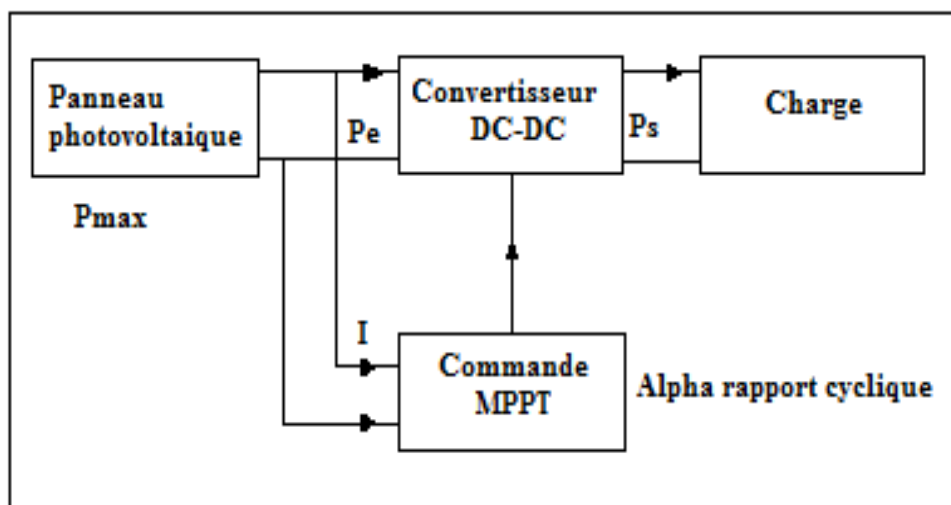 Panneau
photovoltaique
Pmax
Pe
Convertisseur
DC-DC
Ps
Charge
I
Commande
MPPT
Alpha rapport cyclique